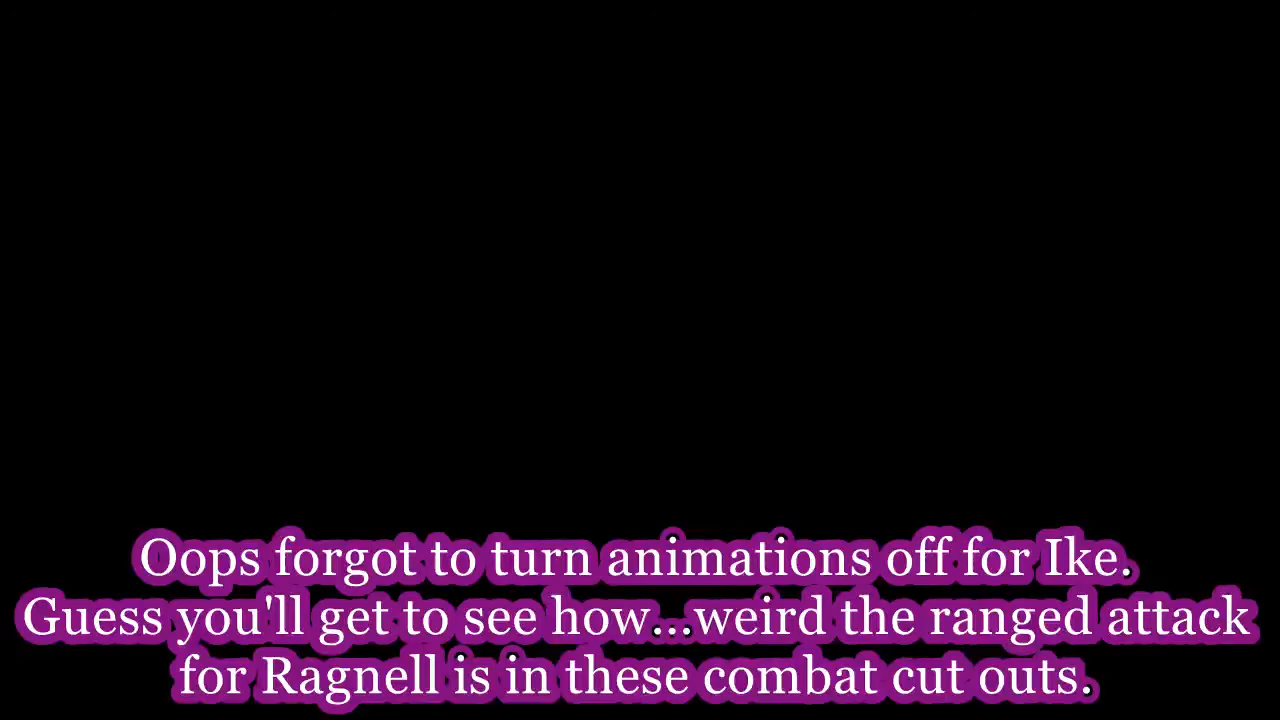 Oops forgot to turn animations off for Ike.
Guess you'll get to see how...weird the ranged attack
for Ragnell is in these combat cut outs.